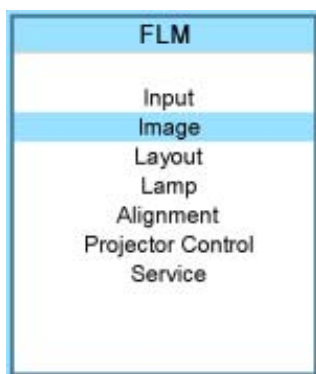 FLM
Input
Image
Layout
Lamp
Alignment
Projector Control
Service